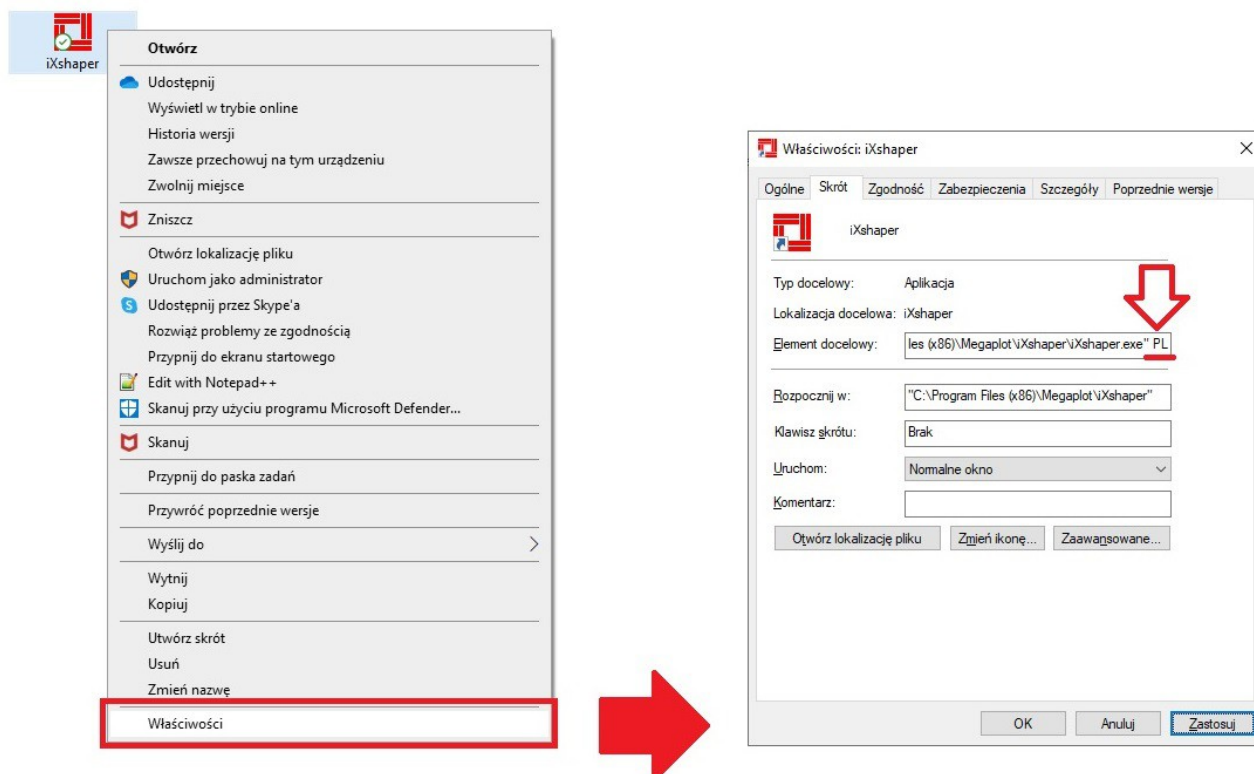 iXshaper
Otwórz
Udostępnij
Wyświetl w trybie online
Historia wersji
Zawsze przechowuj na tym urządzeniu
Zwolnij miejsce
Zniszcz
Otwórz lokalizację pliku
Uruchom jako administrator
Udostępnij przez Skype'a
Rozwiąż problemy ze zgodnością
Przypnij do ekranu startowego
Edit with Notepad++
Skanuj przy użyciu programu Microsoft Defender...
Skanuj
Przypnij do paska zadań
Przywróć poprzednie wersje
Wyślij do
Wytnij
Kopiuj
Utwórz skrót
Usuń
Zmień nazwę
Właściwości
Właściwości: iXshaper
Ogólne Skrót Zgodność Zabezpieczenia Szczegóły Poprzednie wersje
iXshaper
Typ docelowy: Aplikacja
Lokalizacja docelowa: iXshaper
Element docelowy: les (x86)\Megaplot\iXshaper\iXshaper.exe" PL
Rozpocznij w: "C:\Program Files (x86)\Megaplot\iXshaper"
Klawisz skrótu: Brak
Uruchom: Normalne okno
Komentarz:
Otwórz lokalizację pliku Zmień ikonę... Zaawansowane...
OK Anuluj Zastosuj